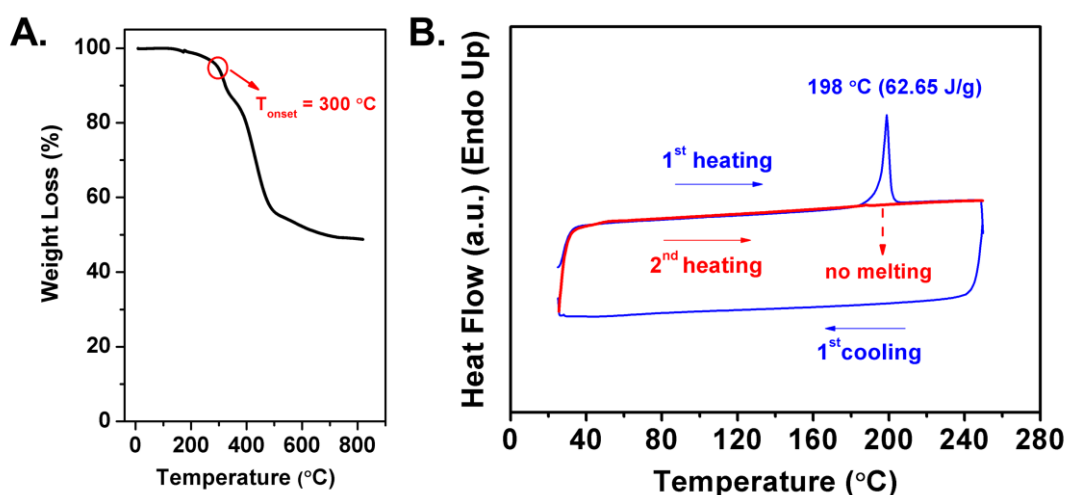 A.
100
80
60
40
20
0
Weight Loss (%)
T onset = 300 °C
0 200 400 600 800
Temperature (°C)
B.
Heat Flow (a.u.) (Endo Up)
198 °C (62.65 J/g)
1st heating
2nd heating
no melting
1st cooling
0 40 80 120 160 200 240 280
Temperature (°C)